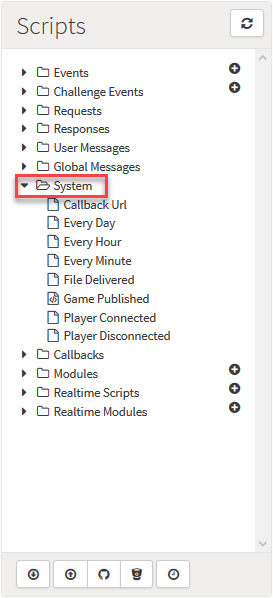 Scripts
Events
Challenge Events
Requests
Responses
User Messages
Global Messages
System
Callback Url
Every Day
Every Hour
Every Minute
File Delivered
Game Published
Player Connected
Player Disconnected
Callbacks
Modules
Realtime Scripts
Realtime Modules